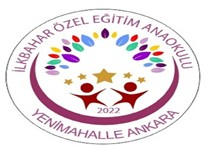 İLKBAHAR ÖZEL EĞİTİM ANAOKULU
2022
YENİMAHALLE ANKARA